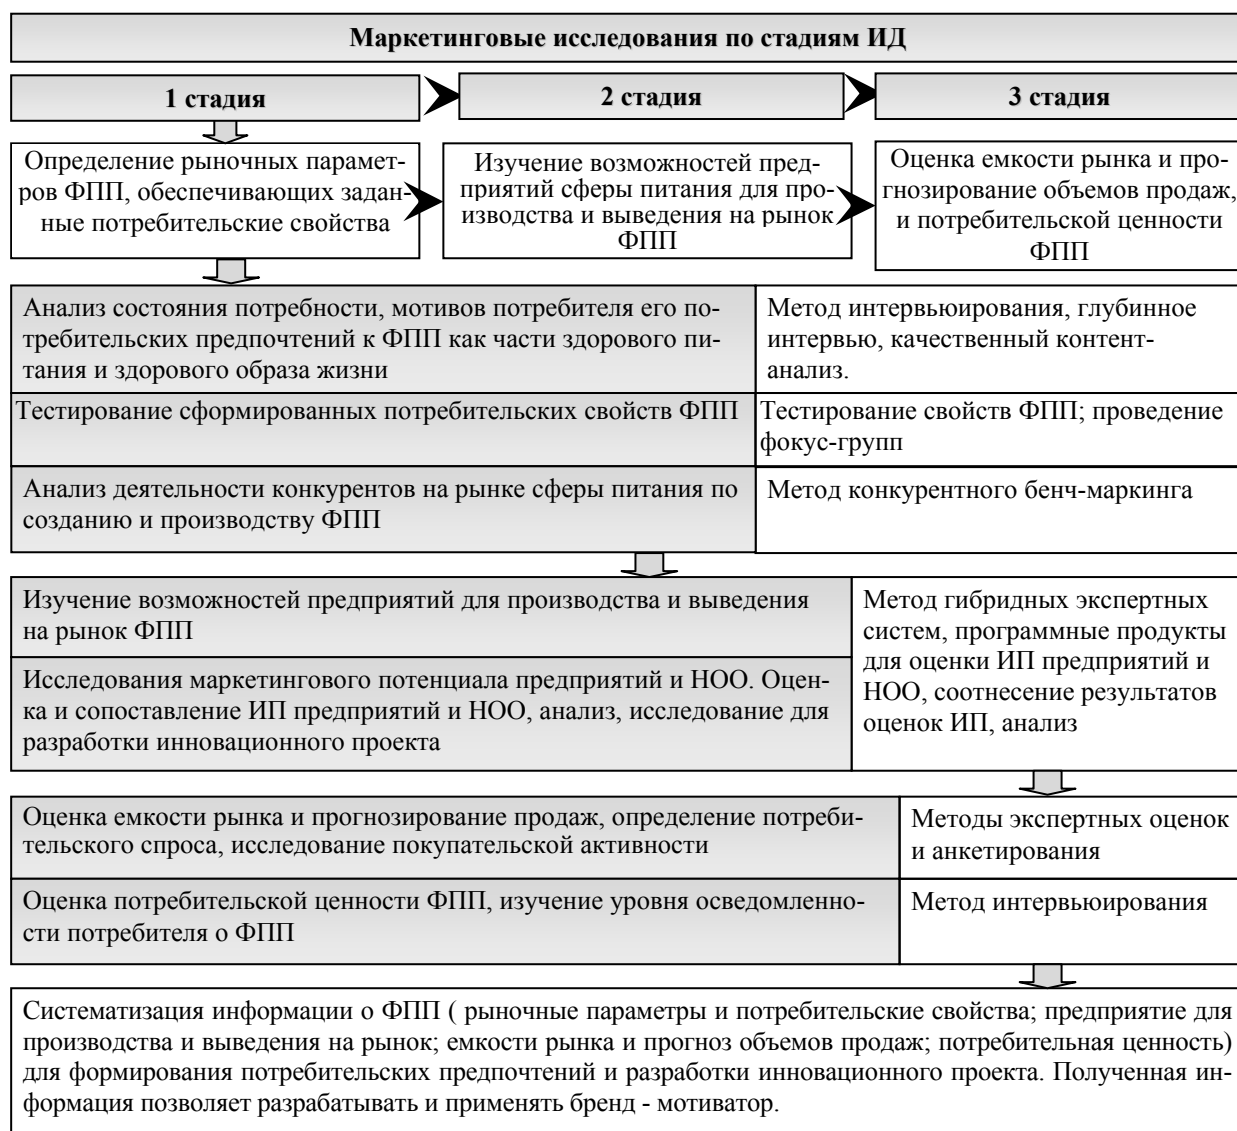 Маркетинговые исследования по стадиям ИД
1 стадия
2 стадия
3 стадия
Определение рыночных парамет-
ров ФПП, обеспечивающих задан-
ные потребительские свойства
Изучение возможностей пред-
приятий сферы питания для про-
изводства и выведения на рынок
ФПП
Оценка емкости рынка и про-
гнозирование объемов продаж,
и потребительской ценности
ФПП
Анализ состояния потребности, мотивов потребителя его по-
требительских предпочтений к ФПП как части здорового пи-
тания и здорового образа жизни
Метод интервьюирования, глубинное
интервью, качественный контент-
анализ.
Тестирование сформированных потребительских свойств ФПП
Тестирование свойств ФПП; проведение
фокус-групп
Анализ деятельности конкурентов на рынке сферы питания по
созданию и производству ФПП
Метод конкурентного бенч-маркинга
Изучение возможностей предприятий для производства и выведения
на рынок ФПП
Исследования маркетингового потенциала предприятий и НОО. Оцен-
ка и сопоставление ИП предприятий и НОО, анализ, исследование для
разработки инновационного проекта
Метод гибридных экспертных
систем, программные продукты
для оценки ИП предприятий и
НОО, соотнесение результатов
оценок ИП, анализ
Оценка емкости рынка и прогнозирование продаж, определение потреби-
тельского спроса, исследование покупательской активности
Методы экспертных оценок
и анкетирования
Оценка потребительской ценности ФПП, изучение уровня осведомленно-
сти потребителя о ФПП
Метод интервьюирования
Систематизация информации о ФПП ( рыночные параметры и потребительские свойства; предприятие для
производства и выведения на рынок; емкости рынка и прогноз объемов продаж; потребительная ценность)
для формирования потребительских предпочтений и разработки инновационного проекта. Полученная ин-
формация позволяет разрабатывать и применять бренд - мотиватор.